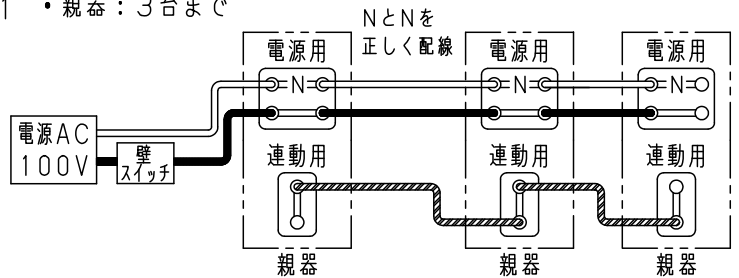 1 ・親器：3台まで
NとNを
正しく配線
電源用
電源用
電源用
N
N
N
電源AC
100V
壁
スイッチ
連動用
連動用
連動用
親器
親器
親器